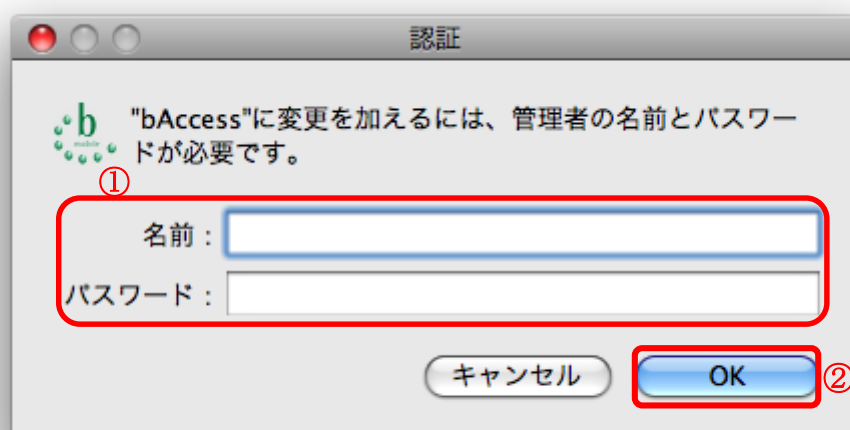 認証
b
mobile
"bAccess"に変更を加えるには、管理者の名前とパスワー
ドが必要です。
①
名前：
パスワード：
キャンセル
OK
②